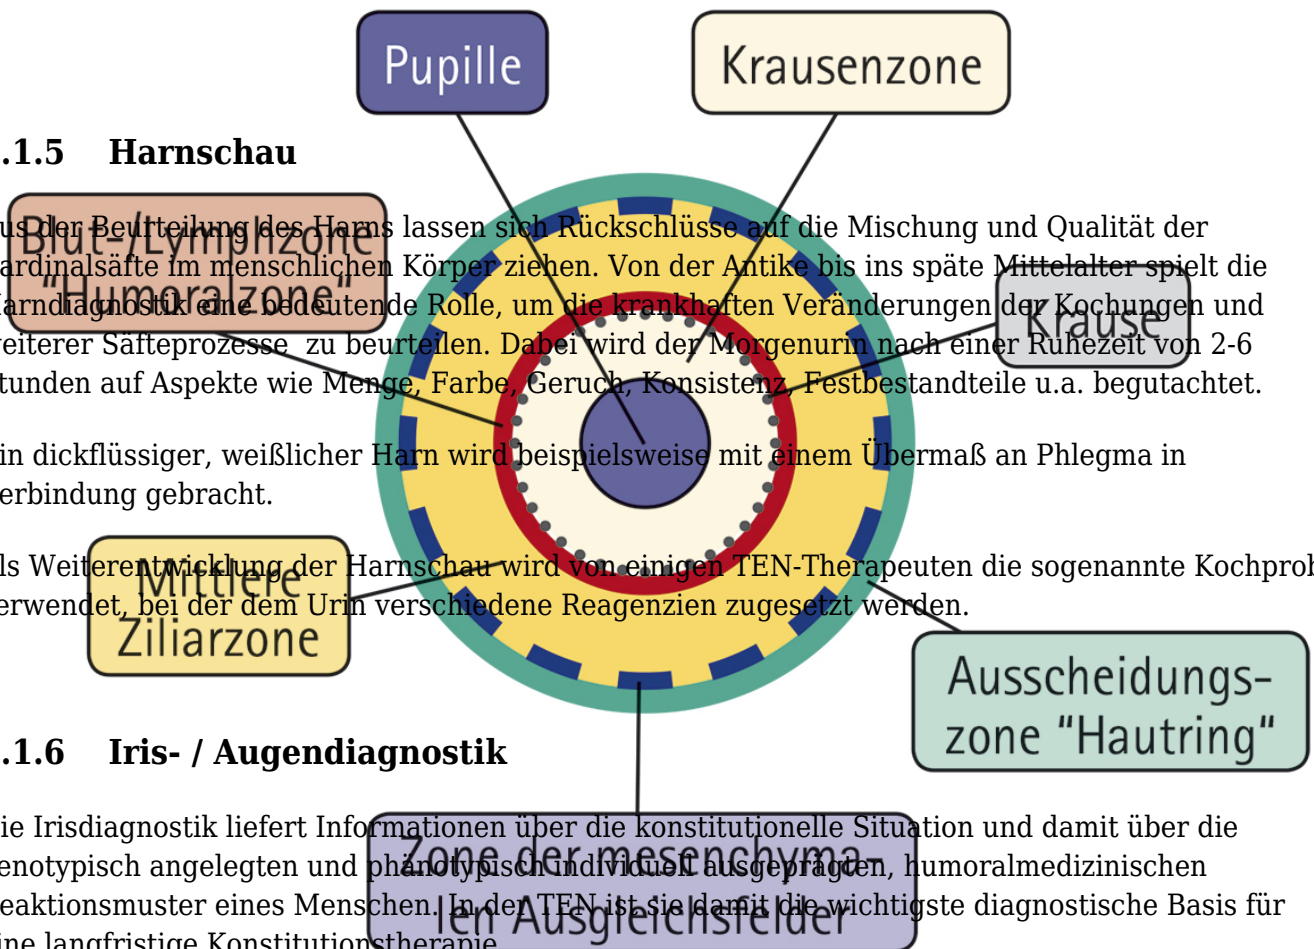 Pupille
Krausenzone
.1.5 Harnschau
Blut-/Lymphzone
"Humoralzone"
us der Beurteilung des Harns lassen sich Rückschlüsse auf die Mischung und Qualität der
ardinalsäfte im menschlichen Körper ziehen. Von der Antike bis ins späte Mittelalter spielt die
arndiagnostik eine bedeutende Rolle, um die krankhaften Veränderungen der Kochungen und
eiterer Säfteprozesse zu beurteilen. Dabei wird der Morgenurin nach einer Ruhezeit von 2-6
tunden auf Aspekte wie Menge, Farbe, Geruch, Konsistenz, Festbestandteile u.a. begutachtet.
Krause
in dickflüssiger, weißlicher Harn wird beispielsweise mit einem Übermaß an Phlegma in
erbindung gebracht.
ls Weiterentwicklung der Harnschau wird von einigen TEN-Therapeuten die sogenannte Kochprob
erwendet, bei der dem Urin verschiedene Reagenzien zugesetzt werden.
Mittlere
Ziliarzone
Ausscheidungs-
zone "Hautring"
.1.6 Iris- / Augendiagnostik
ie Irisdiagnostik liefert Informationen über die konstitutionelle Situation und damit über die
enotypisch angelegten und phänotypisch individuell ausgeprägten, humoralmedizinischen
eaktionsmuster eines Menschen. In der TEN ist sie damit die wichtigste diagnostische Basis für
ine langfristige Konstitutionstherapie
Zone der mesenchyma-
len Ausgleichsfelder